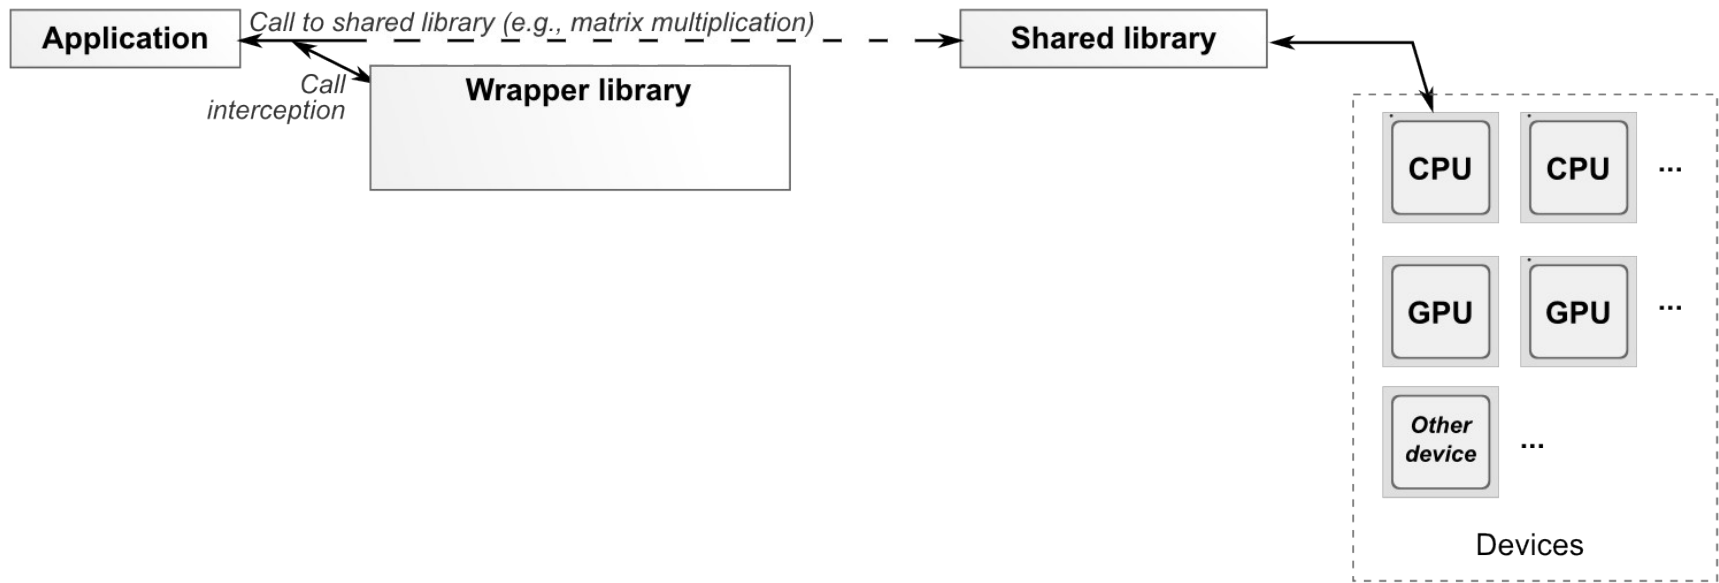 Application
Call to shared library (e.g., matrix multiplication)
Shared library
Call
interception
Wrapper library
CPU
CPU
...
GPU
GPU
...
Other
device
...
Devices